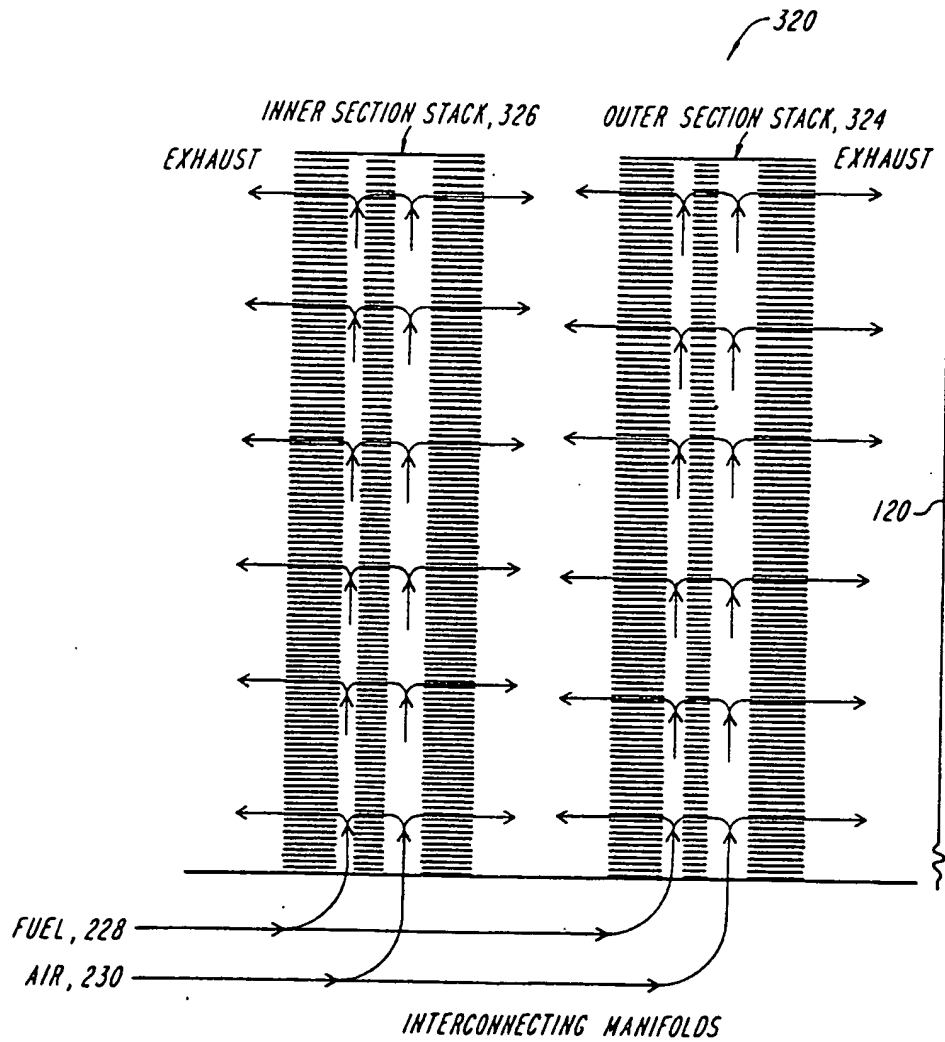 320
INNER SECTION STACK, 326
OUTER SECTION STACK, 324
EXHAUST
EXHAUST
120
FUEL, 228
AIR, 230
INTERCONNECTING MANIFOLDS